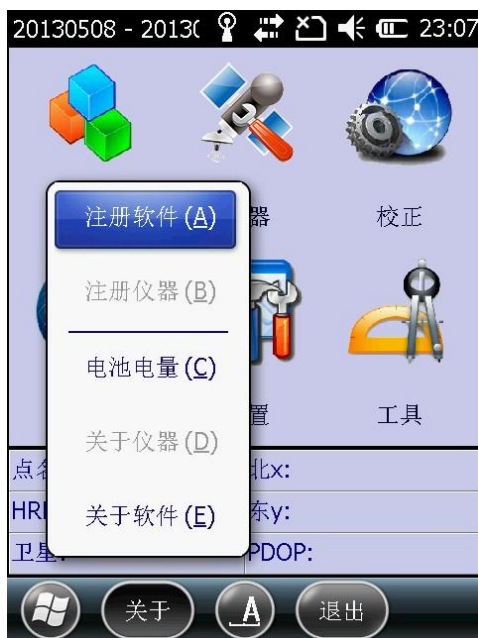 20130508 - 2013( 23:07
器 校正
注册软件(A)
注册仪器(B)
电池电量(C)
置 工具
关于仪器(D)
点名 北x:
关于软件(E)
东y:
卫星: PDOP:
关于 A 退出